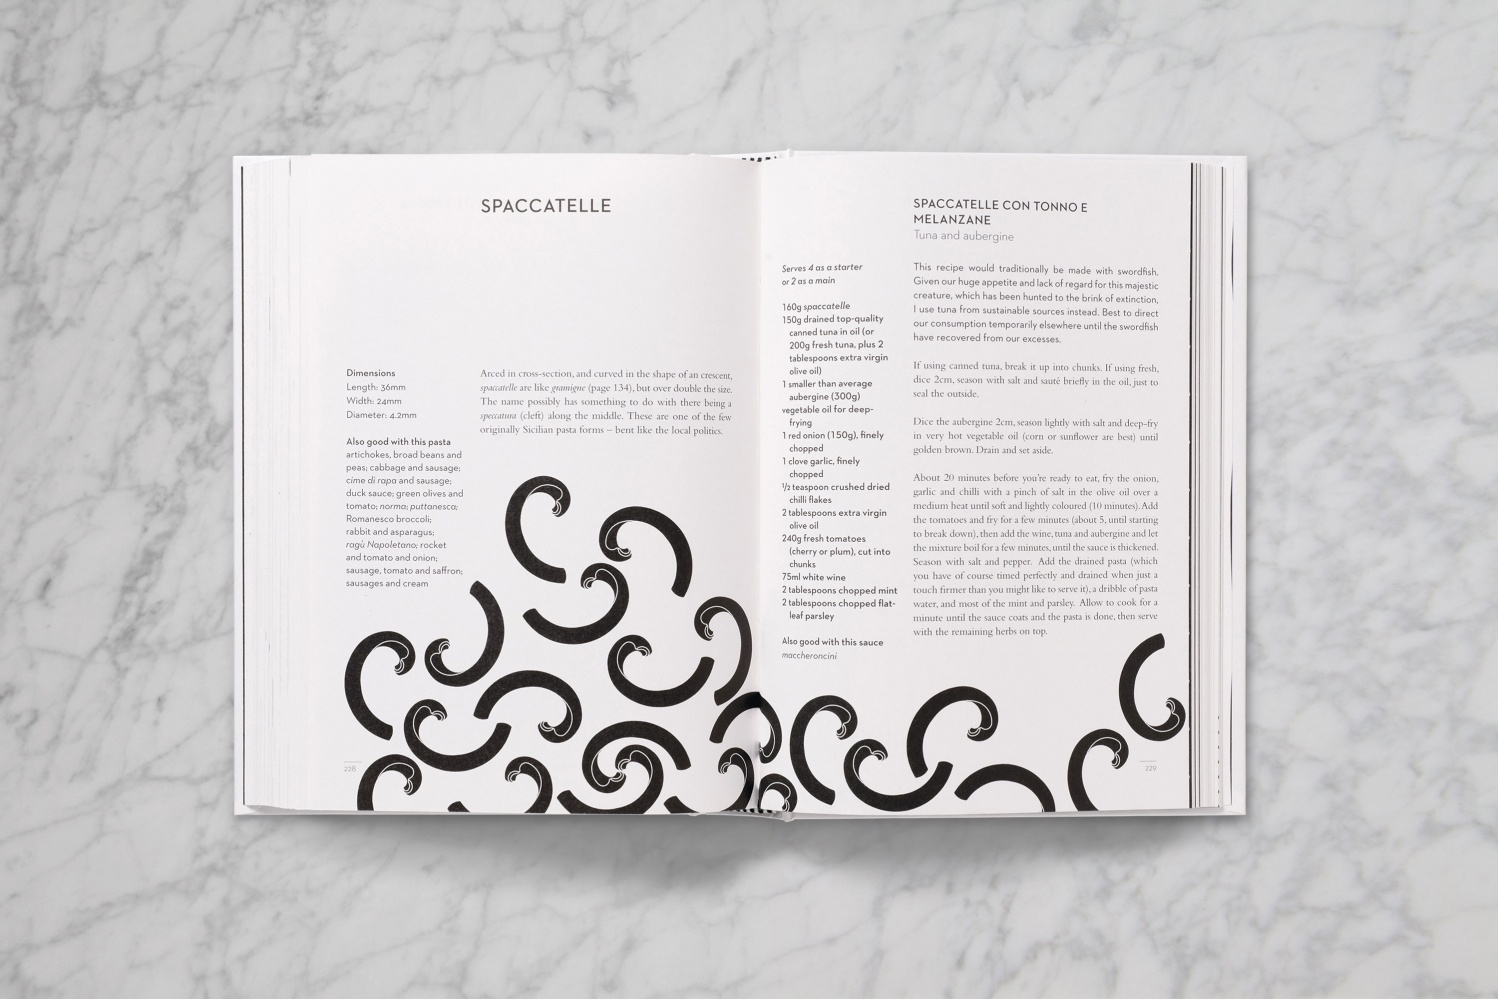 SPACCATELLE
Dimensions
Length: 36mm
Width: 24mm
Diameter: 4.2mm
Also good with this pasta
artichokes, broad beans and
peas; cabbage and sausage;
cime di rapa and sausage;
duck sauce; green olives and
tomato; norma; puttanesca;
Romanesco broccoli;
rabbit and asparagus;
ragù Napoletano; rocket
and tomato and onion;
sausage, tomato and saffron;
sausages and cream
Arced in cross-section, and curved in the shape of an crescent,
spaccatelle are like gramigne (page 134), but over double the size.
The name possibly has something to do with there being a
speccatura (cleft) along the middle. These are one of the few
originally Sicilian pasta forms – bent like the local politics.
228
SPACCATELLE CON TONNO E
MELANZANE
Tuna and aubergine
Serves 4 as a starter
or 2 as a main
160g spaccatelle
150g drained top-quality
canned tuna in oil (or
200g fresh tuna, plus 2
tablespoons extra virgin
olive oil)
1 smaller than average
aubergine (300g)
vegetable oil for deep-
frying
1 red onion (150g), finely
chopped
1 clove garlic, finely
chopped
½ teaspoon crushed dried
chilli flakes
2 tablespoons extra virgin
olive oil
240g fresh tomatoes
(cherry or plum), cut into
chunks
75ml white wine
2 tablespoons chopped mint
2 tablespoons chopped flat-
leaf parsley
Also good with this sauce
maccheroncini
This recipe would traditionally be made with swordfish.
Given our huge appetite and lack of regard for this majestic
creature, which has been hunted to the brink of extinction,
I use tuna from sustainable sources instead. Best to direct
our consumption temporarily elsewhere until the swordfish
have recovered from our excesses.
If using canned tuna, break it up into chunks. If using fresh,
dice 2cm, season with salt and sauté briefly in the oil, just to
seal the outside.
Dice the aubergine 2cm, season lightly with salt and deep-fry
in very hot vegetable oil (corn or sunflower are best) until
golden brown. Drain and set aside.
About 20 minutes before you're ready to eat, fry the onion,
garlic and chilli with a pinch of salt in the olive oil over a
medium heat until soft and lightly coloured (10 minutes). Add
the tomatoes and fry for a few minutes (about 5, until starting
to break down), then add the wine, tuna and aubergine and let
the mixture boil for a few minutes, until the sauce is thickened.
Season with salt and pepper. Add the drained pasta (which
you have of course timed perfectly and drained when just a
touch firmer than you might like to serve it), a dribble of pasta
water, and most of the mint and parsley. Allow to cook for a
minute until the sauce coats and the pasta is done, then serve
with the remaining herbs on top.
229